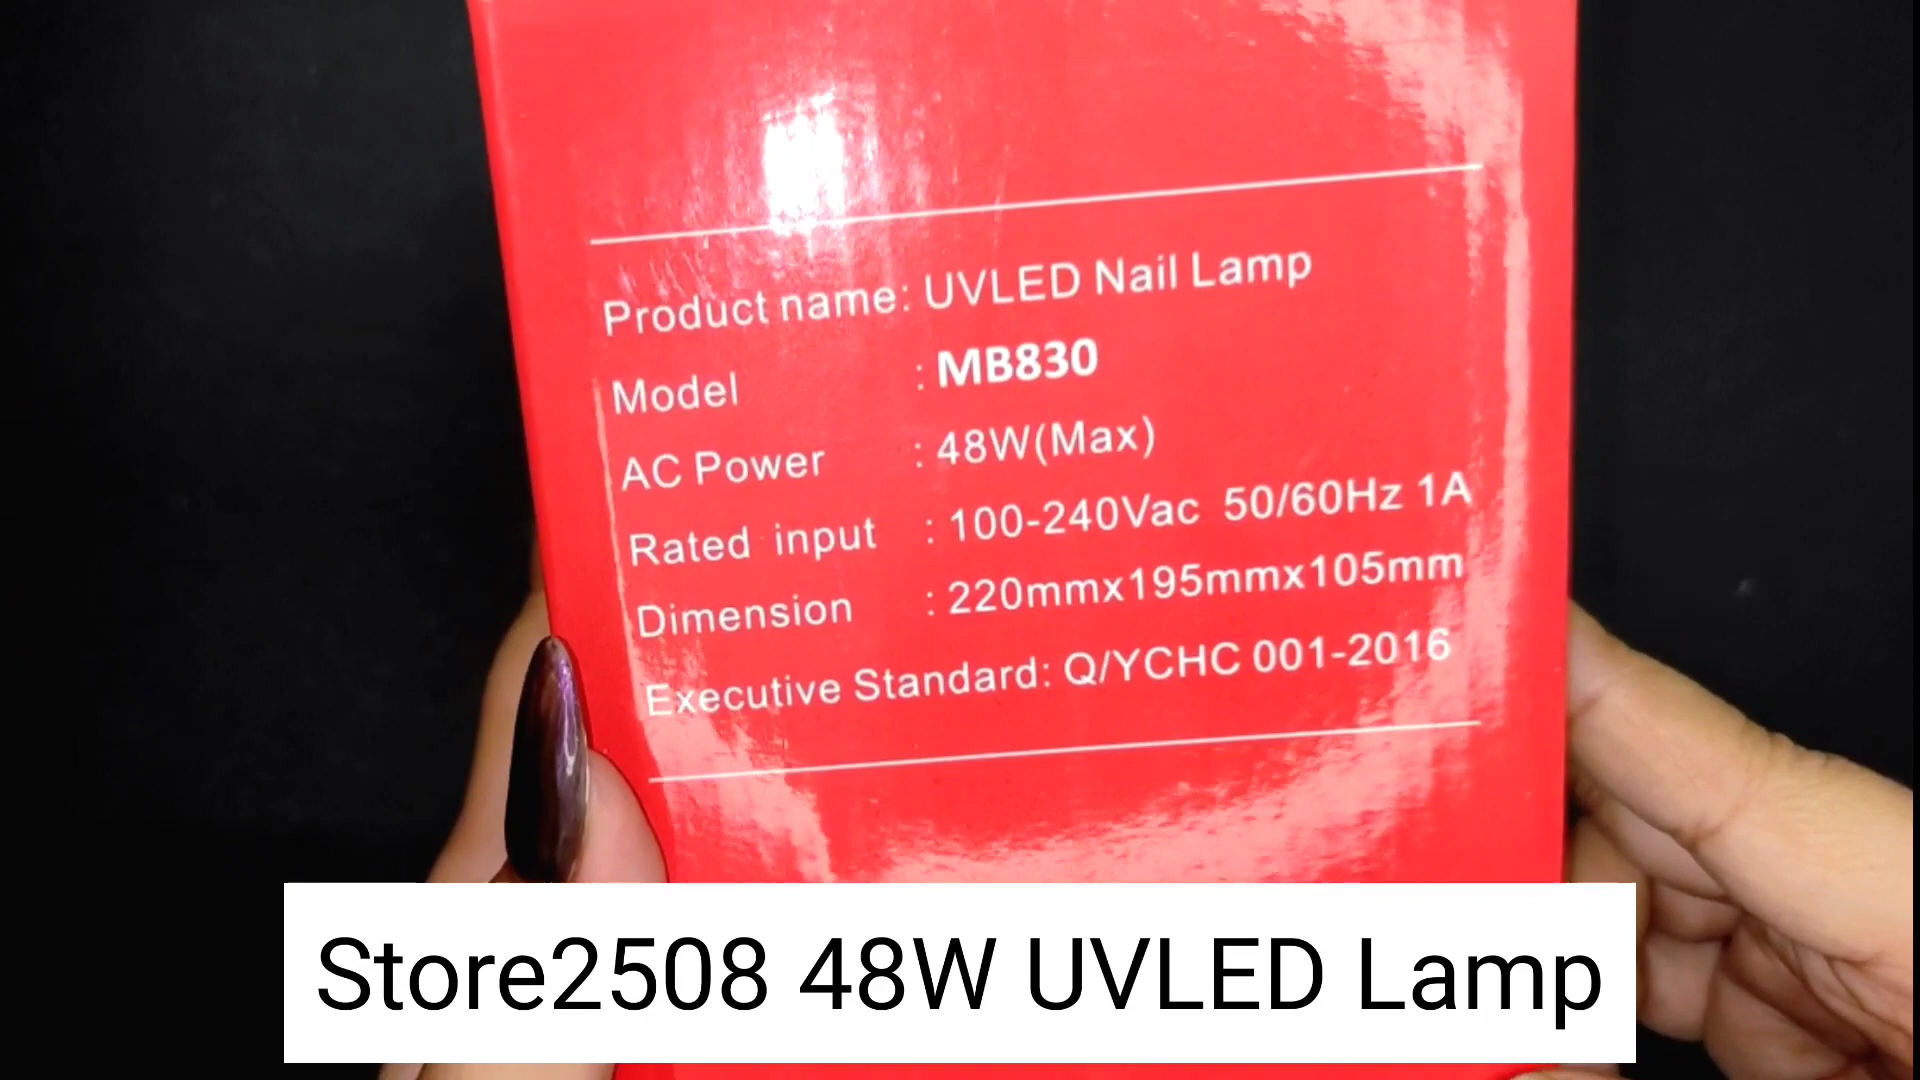 Product name: UVLED Nail Lamp
Model : MB830
AC Power : 48W(Max)
Rated input : 100-240Vac 50/60Hz 1A
Dimension : 220mmx195mmx105mm
Executive Standard: Q/YCHC 001-2016
Store2508 48W UVLED Lamp